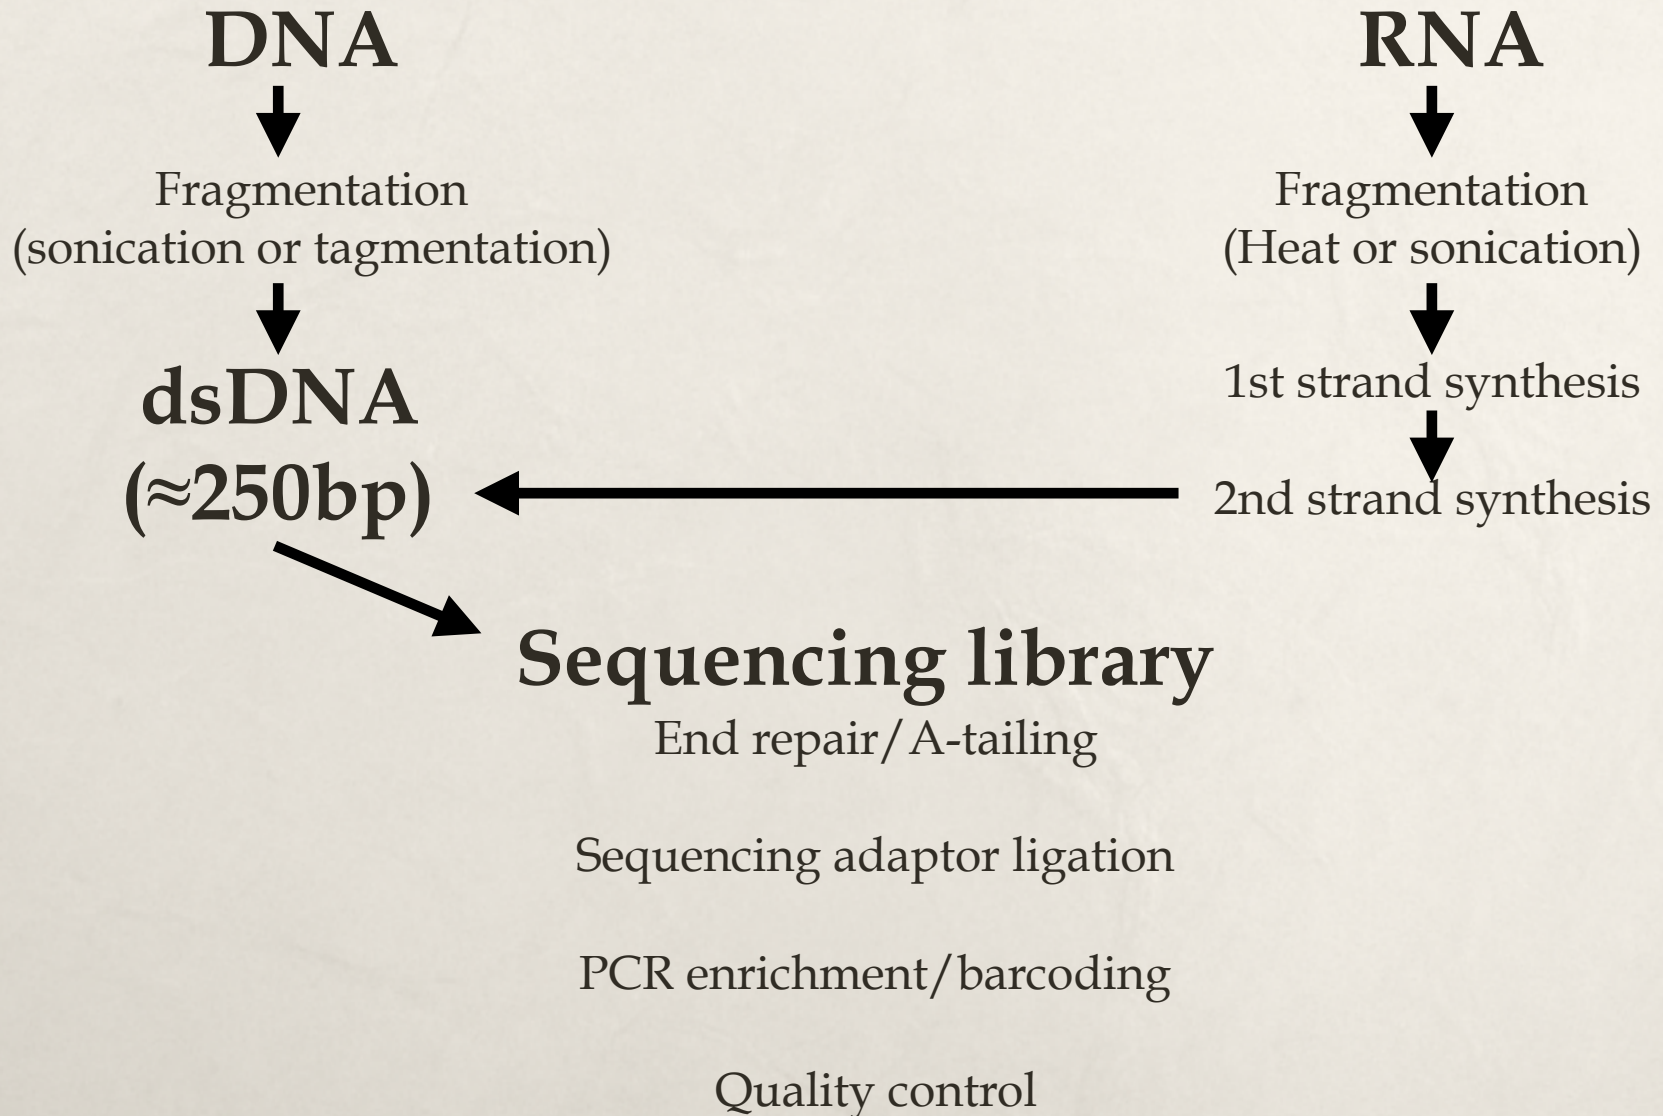 DNA
Fragmentation
(sonication or tagmentation)
dsDNA
(≈250bp)
RNA
Fragmentation
(Heat or sonication)
1st strand synthesis
2nd strand synthesis
Sequencing library
End repair/A-tailing
Sequencing adaptor ligation
PCR enrichment/barcoding
Quality control